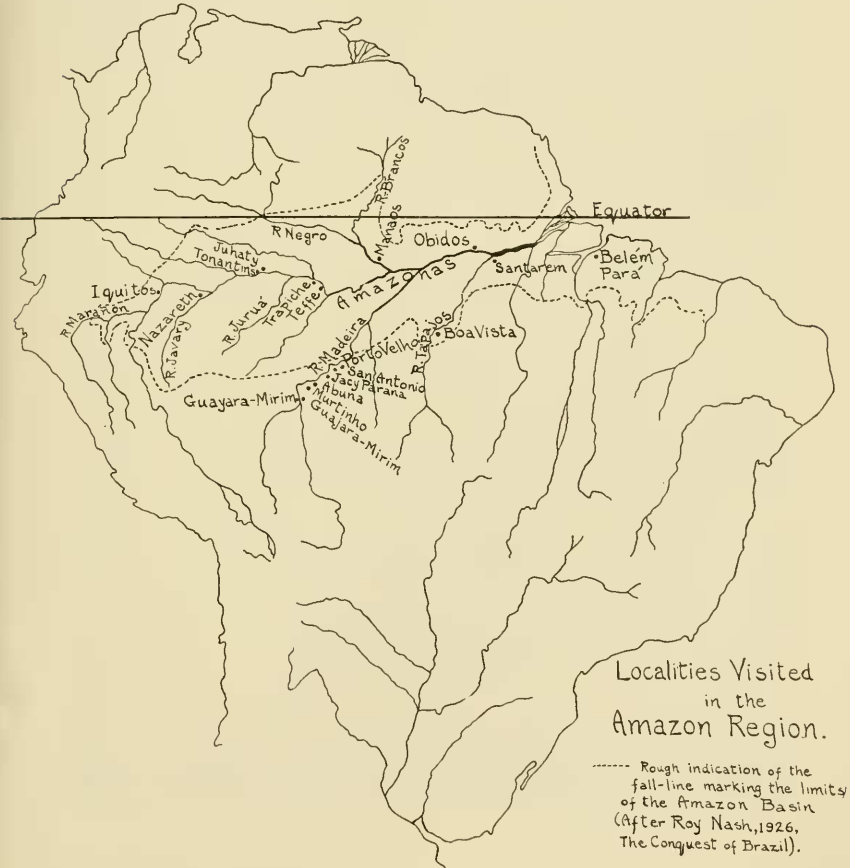 R. Brancos
Equator
R Negro
Manaos
Obidos
Juhaty
Tonantins
Amazonas
Santarem
Belém
Pará
Iquitos
R. Marañon
Nazareth
R. Javary
R. Juruá
Trapiche
Teffe
R. Madeira
Porto Velho
R. Tapajos
Boa Vista
San Antonio
Jacy Parana
Abuna
Murtinho
Guajara-Mirim
Guayara-Mirim
Localities Visited
in the
Amazon Region.
------ Rough indication of the
fall-line marking the limits
of the Amazon Basin
(After Roy Nash, 1926,
The Conquest of Brazil).